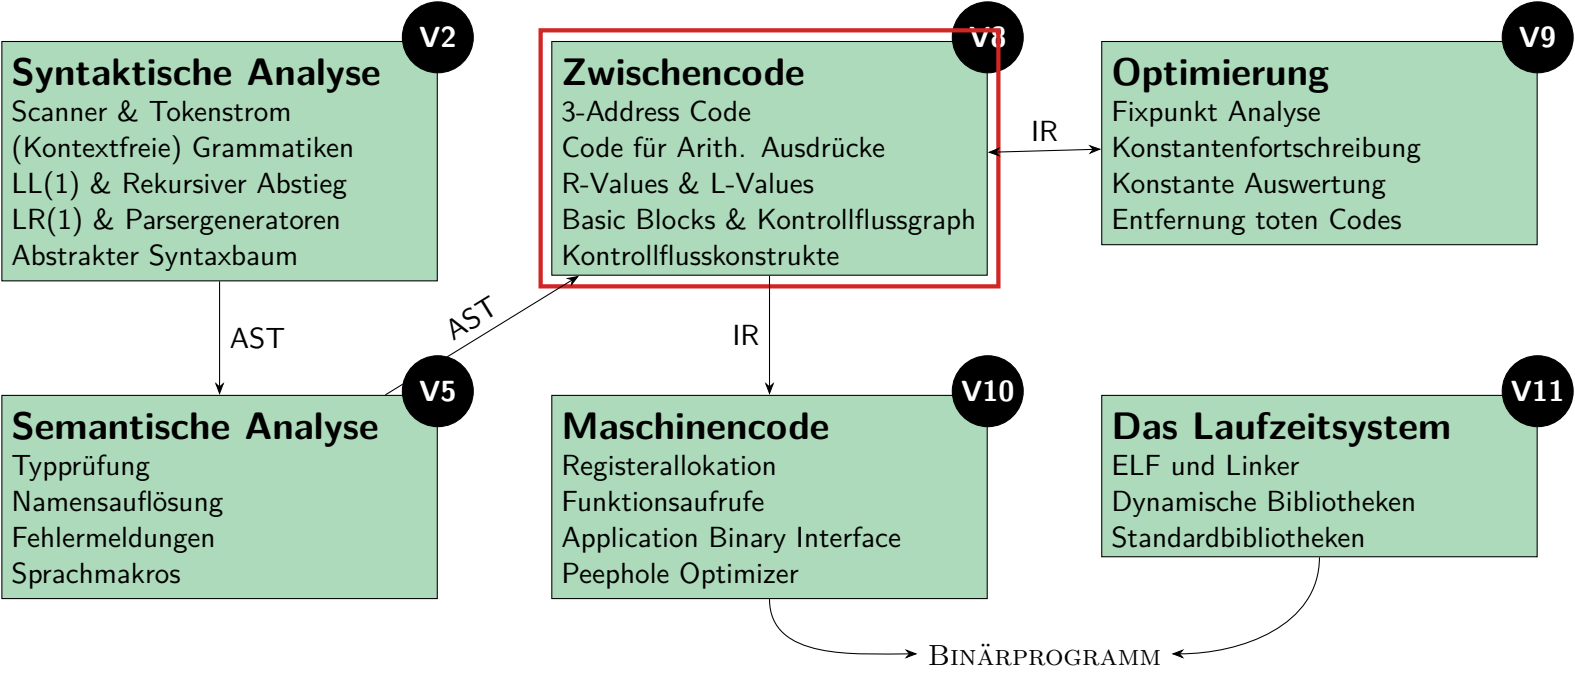 V2
Syntaktische Analyse
Scanner & Tokenstrom
(Kontextfreie) Grammatiken
LL(1) & Rekursiver Abstieg
LR(1) & Parsergeneratoren
Abstrakter Syntaxbaum
V8
Zwischencode
3-Address Code
Code für Arith. Ausdrücke
R-Values & L-Values
Basic Blocks & Kontrollflussgraph
Kontrollflusskonstrukte
IR
V9
Optimierung
Fixpunkt Analyse
Konstantenfortschreibung
Konstante Auswertung
Entfernung toten Codes
AST
AST
IR
V5
Semantische Analyse
Typprüfung
Namensauflösung
Fehlermeldungen
Sprachmakros
V10
Maschinencode
Registerallokation
Funktionsaufrufe
Application Binary Interface
Peephole Optimizer
V11
Das Laufzeitsystem
ELF und Linker
Dynamische Bibliotheken
Standardbibliotheken
Binärprogramm